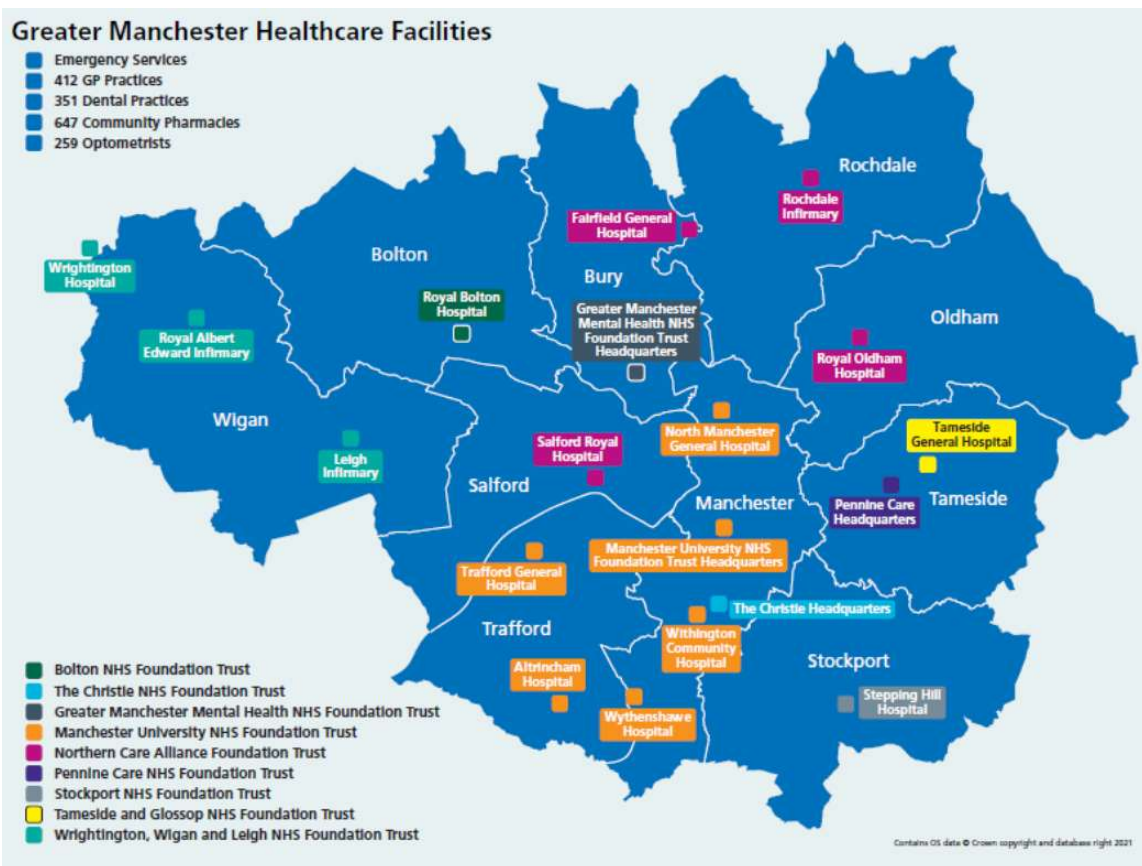 Greater Manchester Healthcare Facilities
Emergency Services
412 GP Practices
351 Dental Practices
647 Community Pharmacies
259 Optometrists
Rochdale
Rochdale
Infirmary
Fairfield General
Hospital
Bolton
Bury
Wrightington
Hospital
Royal Bolton
Hospital
Greater Manchester
Mental Health NHS
Foundation Trust
Headquarters
Oldham
Royal Albert
Edward Infirmary
Royal Oldham
Hospital
Wigan
North Manchester
General Hospital
Tameside
General Hospital
Salford Royal
Hospital
Leigh
Infirmary
Salford
Manchester
Pennine Care
Headquarters
Tameside
Manchester University NHS
Foundation Trust Headquarters
Trafford General
Hospital
The Christie Headquarters
Trafford
Withington
Community
Hospital
Stockport
Altrincham
Hospital
Stepping Hill
Hospital
Wythenshawe
Hospital
Bolton NHS Foundation Trust
The Christie NHS Foundation Trust
Greater Manchester Mental Health NHS Foundation Trust
Manchester University NHS Foundation Trust
Northern Care Alliance Foundation Trust
Pennine Care NHS Foundation Trust
Stockport NHS Foundation Trust
Tameside and Glossop NHS Foundation Trust
Wrightington, Wigan and Leigh NHS Foundation Trust
Contains OS data © Crown copyright and database right 2021